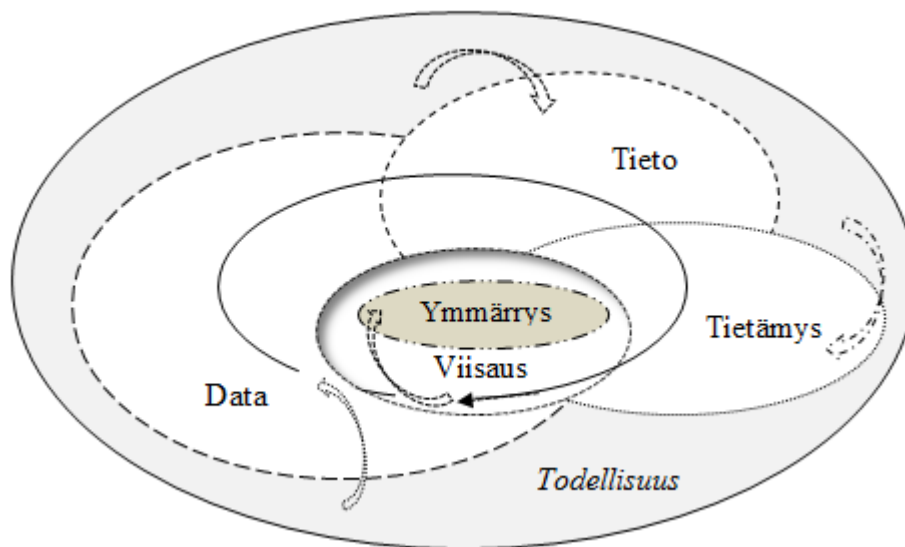 Tieto
Ymmärrys
Tietämys
Viisaus
Data
Todellisuus